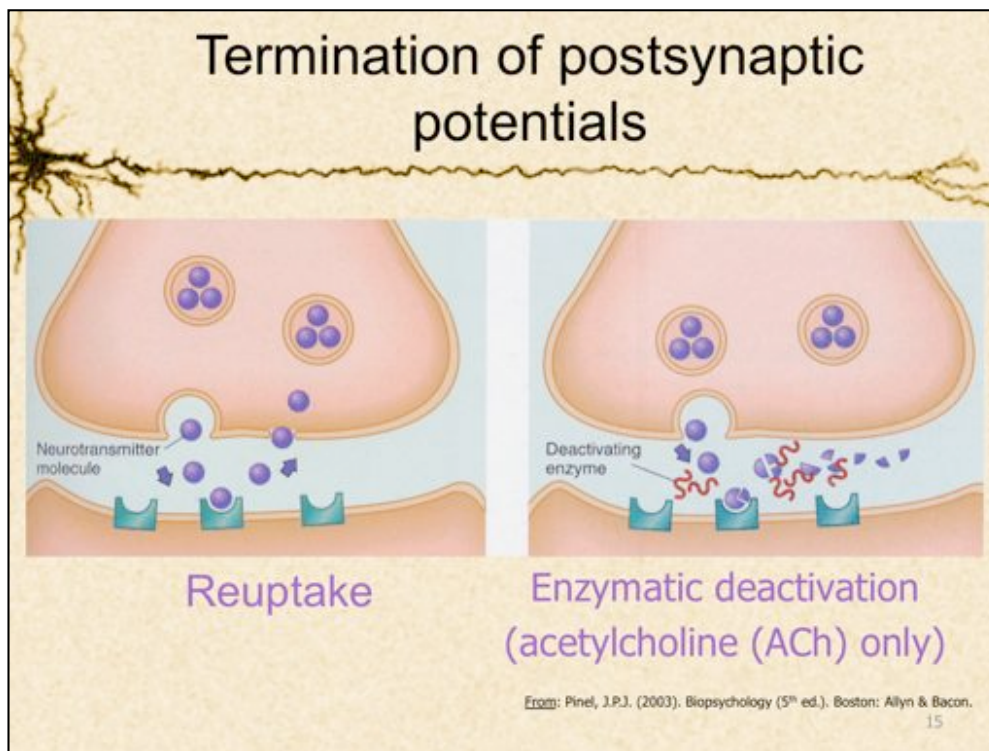 Termination of postsynaptic
potentials
Neurotransmitter
molecule
Deactivating
enzyme
Reuptake
Enzymatic deactivation
(acetylcholine (ACh) only)
From: Pinel, J.P.J. (2003). Biopsychology (5th ed.). Boston: Allyn & Bacon.
15